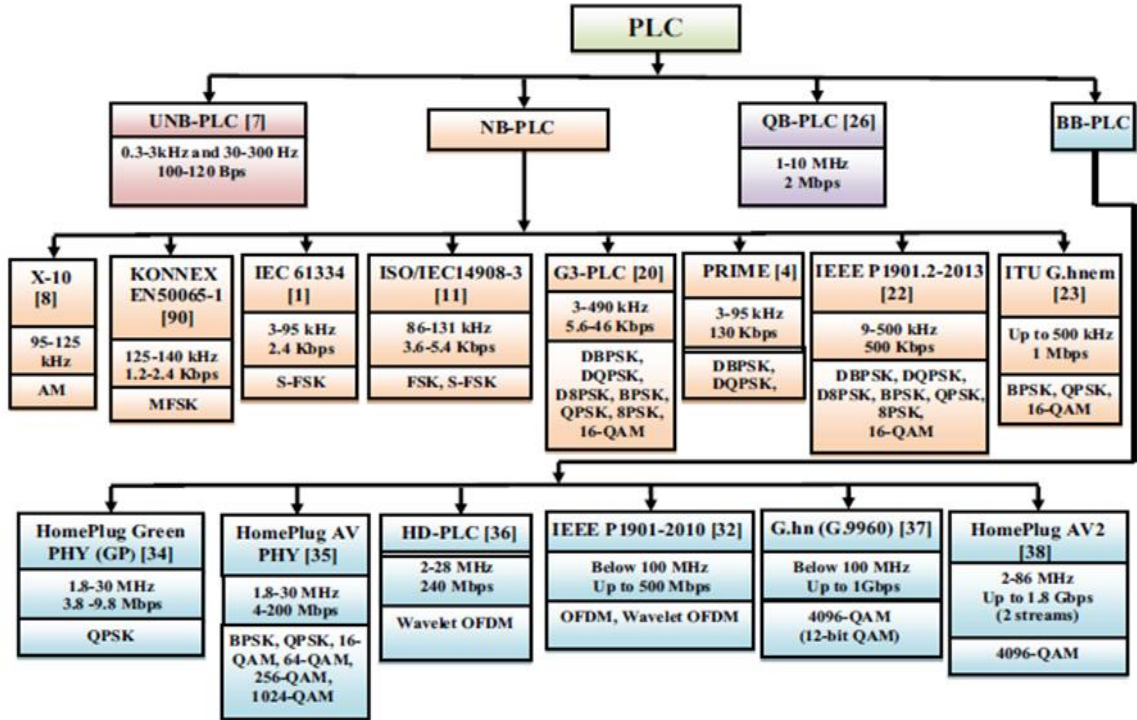 PLC
UNB-PLC [7]
0.3-3kHz and 30-300 Hz
100-120 Bps
NB-PLC
QB-PLC [26]
1-10 MHz
2 Mbps
BB-PLC
X-10
[8]
95-125
kHz
AM
KONNEX
EN50065-1
[90]
125-140 kHz
1.2-2.4 Kbps
MFSK
IEC 61334
[1]
3-95 kHz
2.4 Kbps
S-FSK
ISO/IEC14908-3
[11]
86-131 kHz
3.6-5.4 Kbps
FSK, S-FSK
G3-PLC [20]
3-490 kHz
5.6-46 Kbps
DBPSK,
DQPSK,
D8PSK, BPSK,
QPSK, 8PSK,
16-QAM
PRIME [4]
3-95 kHz
130 Kbps
DBPSK,
DQPSK,
IEEE P1901.2-2013
[22]
9-500 kHz
500 Kbps
DBPSK, DQPSK,
D8PSK, BPSK, QPSK,
8PSK,
16-QAM
ITU G.hnem
[23]
Up to 500 kHz
1 Mbps
BPSK, QPSK,
16-QAM
HomePlug Green
PHY (GP) [34]
1.8-30 MHz
3.8 -9.8 Mbps
QPSK
HomePlug AV
PHY [35]
1.8-30 MHz
4-200 Mbps
BPSK, QPSK, 16-
QAM, 64-QAM,
256-QAM,
1024-QAM
HD-PLC [36]
2-28 MHz
240 Mbps
Wavelet OFDM
IEEE P1901-2010 [32]
Below 100 MHz
Up to 500 Mbps
OFDM, Wavelet OFDM
G.hn (G.9960) [37]
Below 100 MHz
Up to 1Gbps
4096-QAM
(12-bit QAM)
HomePlug AV2
[38]
2-86 MHz
Up to 1.8 Gbps
(2 streams)
4096-QAM